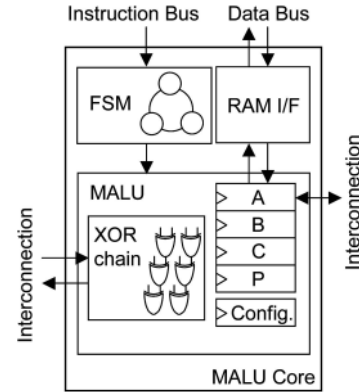 Instruction Bus
Data Bus
FSM
RAM I/F
MALU
XOR
chain
A
B
C
P
Config.
Interconnection
Interconnection
MALU Core